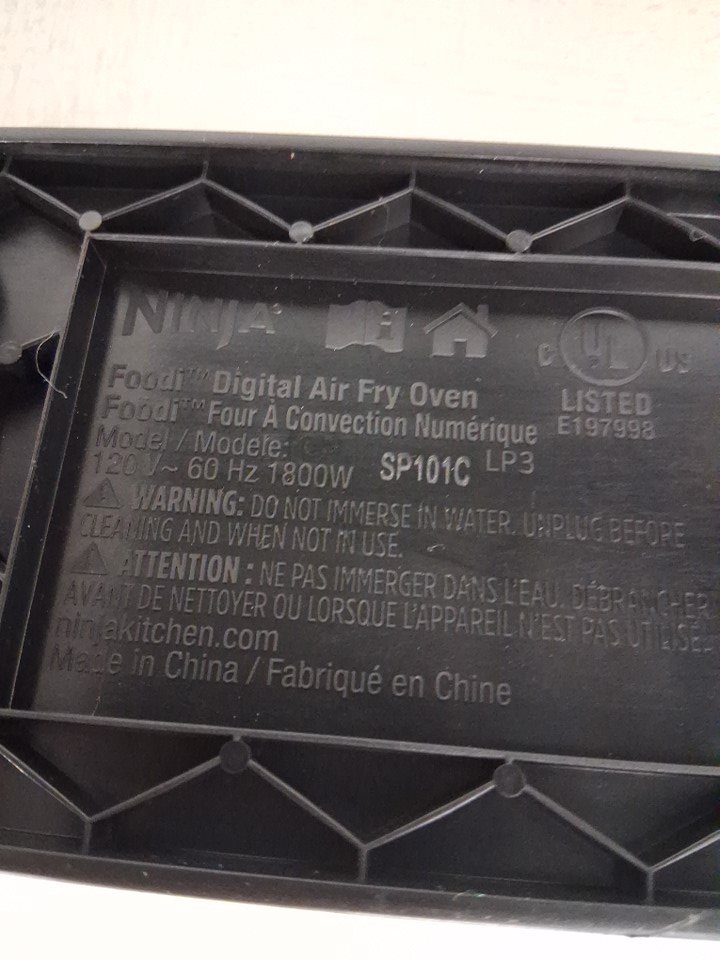 NINJA®
C UL US
LISTED
E197998
Foodi™ Digital Air Fry Oven
Foodi™ Four À Convection Numérique
Model / Modèle: SP101C LP3
120 V~ 60 Hz 1800W
WARNING: DO NOT IMMERSE IN WATER. UNPLUG BEFORE
CLEANING AND WHEN NOT IN USE.
ATTENTION : NE PAS IMMERGER DANS L'EAU. DÉBRANCHER
AVANT DE NETTOYER OU LORSQUE L'APPAREIL N'EST PAS UTILISÉ.
ninjakitchen.com
Made in China / Fabriqué en Chine